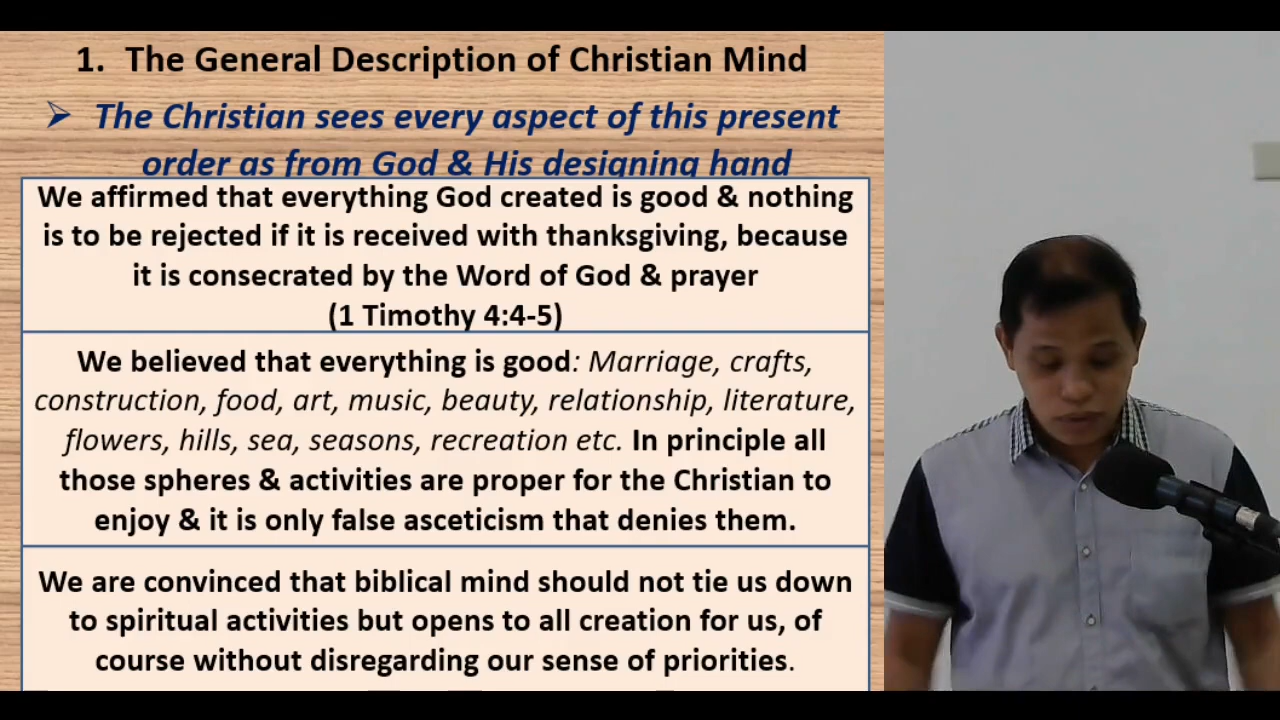 1. The General Description of Christian Mind
➢ The Christian sees every aspect of this present
order as from God & His designing hand
We affirmed that everything God created is good & nothing
is to be rejected if it is received with thanksgiving, because
it is consecrated by the Word of God & prayer
(1 Timothy 4:4-5)
We believed that everything is good: Marriage, crafts,
construction, food, art, music, beauty, relationship, literature,
flowers, hills, sea, seasons, recreation etc. In principle all
those spheres & activities are proper for the Christian to
enjoy & it is only false asceticism that denies them.
We are convinced that biblical mind should not tie us down
to spiritual activities but opens to all creation for us, of
course without disregarding our sense of priorities.